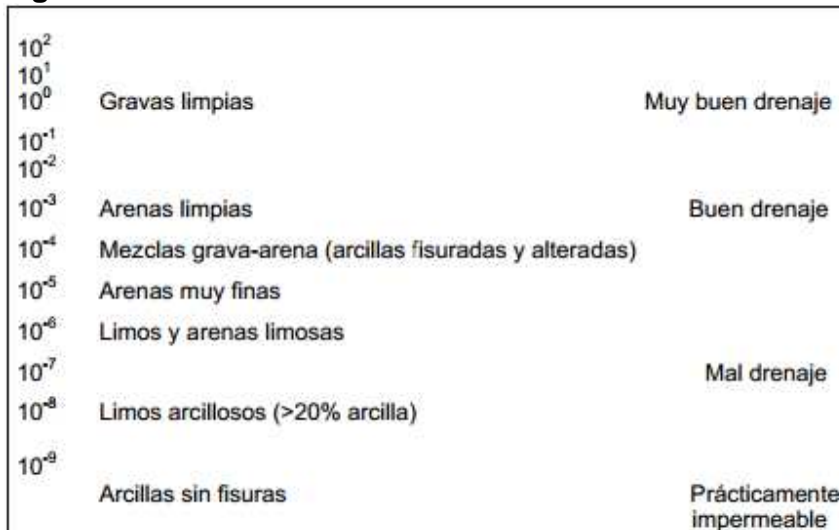 10²
10¹
10⁰ Gravas limpias Muy buen drenaje
10⁻¹
10⁻²
10⁻³ Arenas limpias Buen drenaje
10⁻⁴ Mezclas grava-arena (arcillas fisuradas y alteradas)
10⁻⁵ Arenas muy finas
10⁻⁶ Limos y arenas limosas
10⁻⁷ Mal drenaje
10⁻⁸ Limos arcillosos (>20% arcilla)
10⁻⁹
Arcillas sin fisuras Prácticamente
impermeable